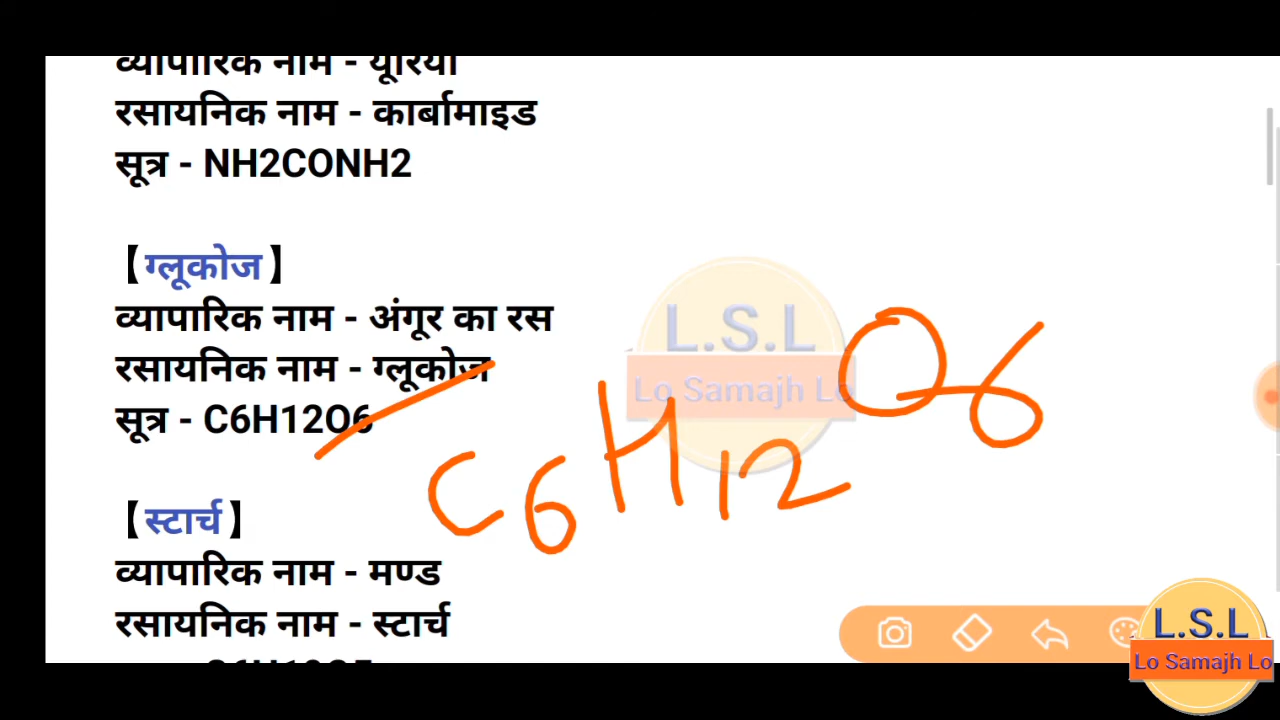 व्यापारिक नाम - यूरिया
रसायनिक नाम - कार्बामाइड
सूत्र - NH2CONH2
【ग्लूकोज】
व्यापारिक नाम - अंगूर का रस
रसायनिक नाम - ग्लूकोज
सूत्र - C6H12O6
L.S.L
Lo Samajh Lo
C6H12O6
【स्टार्च】
व्यापारिक नाम - मण्ड
रसायनिक नाम - स्टार्च
L.S.L
Lo Samajh Lo